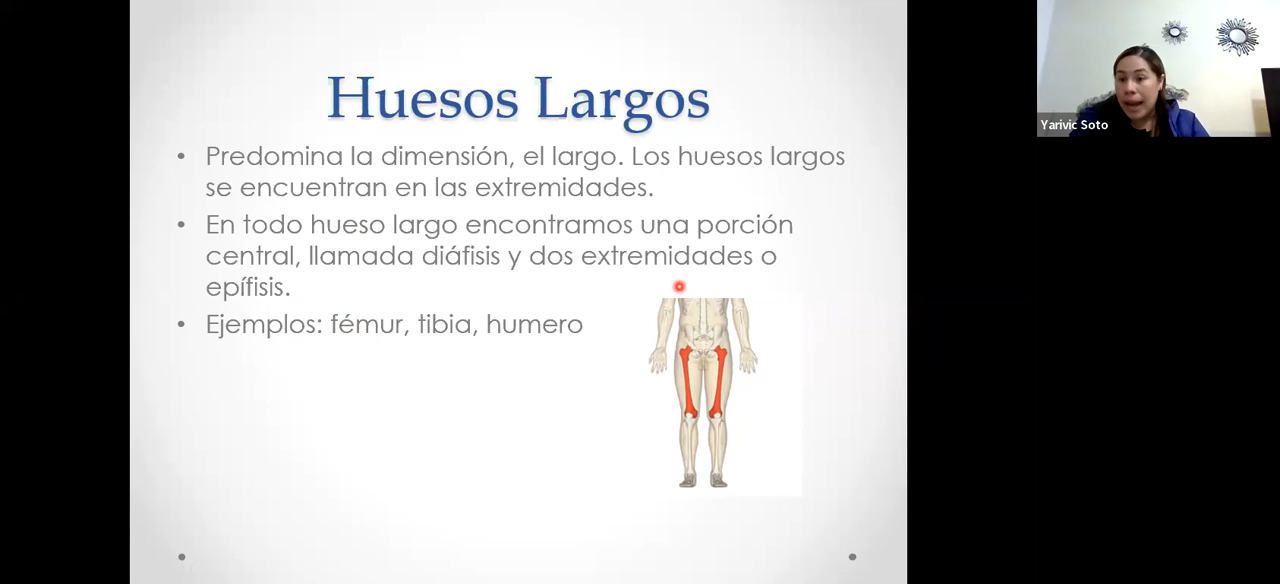 Huesos Largos
• Predomina la dimensión, el largo. Los huesos largos
se encuentran en las extremidades.
• En todo hueso largo encontramos una porción
central, llamada diáfisis y dos extremidades o
epífisis.
• Ejemplos: fémur, tibia, humero
Yarivic Soto